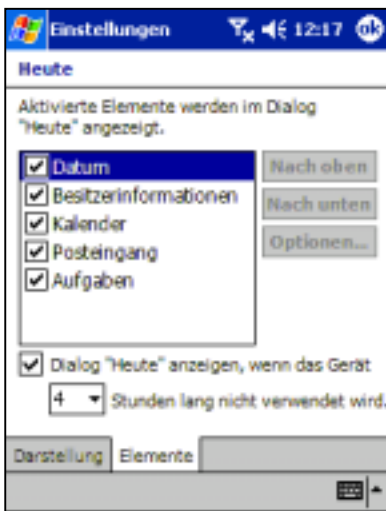 Einstellungen 12:17 ok
Heute
Aktivierte Elemente werden im Dialog
"Heute" angezeigt.
Datum
Besitzerinformationen
Kalender
Posteingang
Aufgaben
Nach oben
Nach unten
Optionen...
Dialog "Heute" anzeigen, wenn das Gerät
4 Stunden lang nicht verwendet wird.
Darstellung Elemente